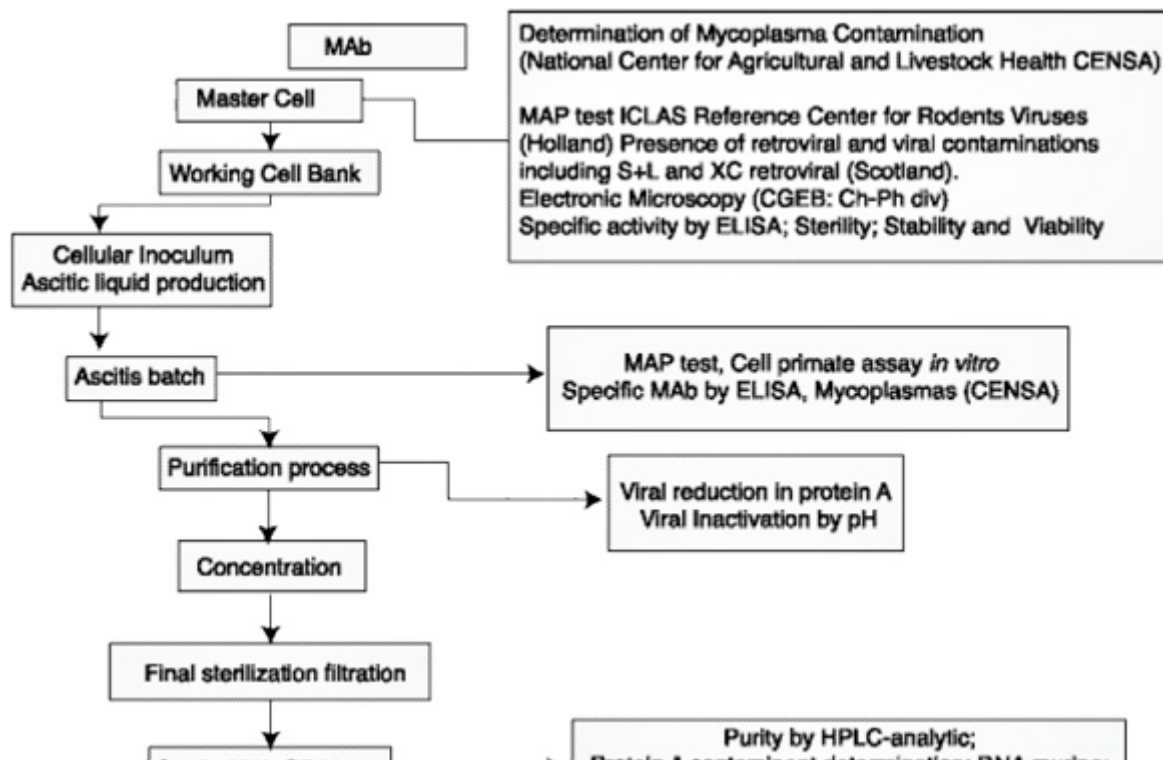 MAb
Determination of Mycoplasma Contamination
(National Center for Agricultural and Livestock Health CENSA)
MAP test ICLAS Reference Center for Rodents Viruses
(Holland) Presence of retroviral and viral contaminations
including S+L and XC retroviral (Scotland).
Electronic Microscopy (CGEB: Ch-Ph div)
Specific activity by ELISA; Sterility; Stability and Viability
Master Cell
Working Cell Bank
Cellular Inoculum
Ascitic liquid production
Ascitis batch
MAP test, Cell primate assay in vitro
Specific MAb by ELISA, Mycoplasmas (CENSA)
Purification process
Viral reduction in protein A
Viral Inactivation by pH
Concentration
Final sterilization filtration
Purity by HPLC-analytic;